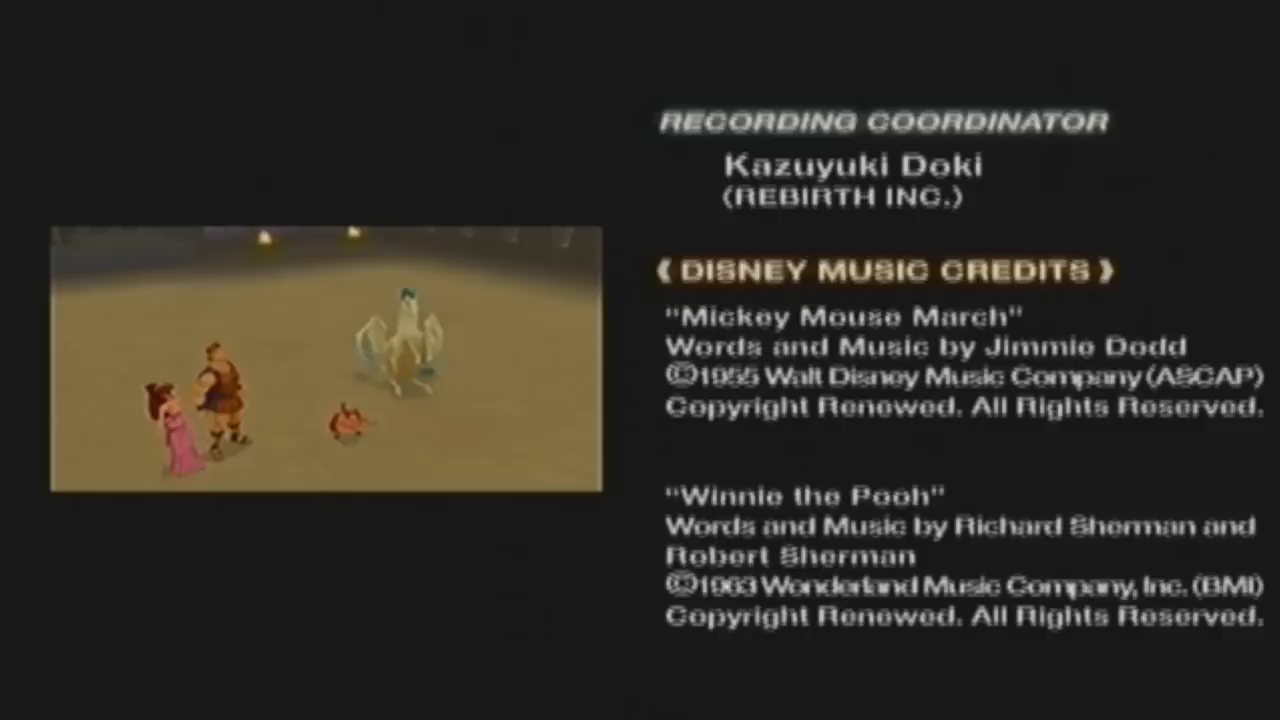 RECORDING COORDINATOR
Kazuyuki Doki
(REBIRTH INC.)
❮ DISNEY MUSIC CREDITS ❯
"Mickey Mouse March"
Words and Music by Jimmie Dodd
©1955 Walt Disney Music Company (ASCAP)
Copyright Renewed. All Rights Reserved.
"Winnie the Pooh"
Words and Music by Richard Sherman and
Robert Sherman
©1963 Wonderland Music Company, Inc. (BMI)
Copyright Renewed. All Rights Reserved.